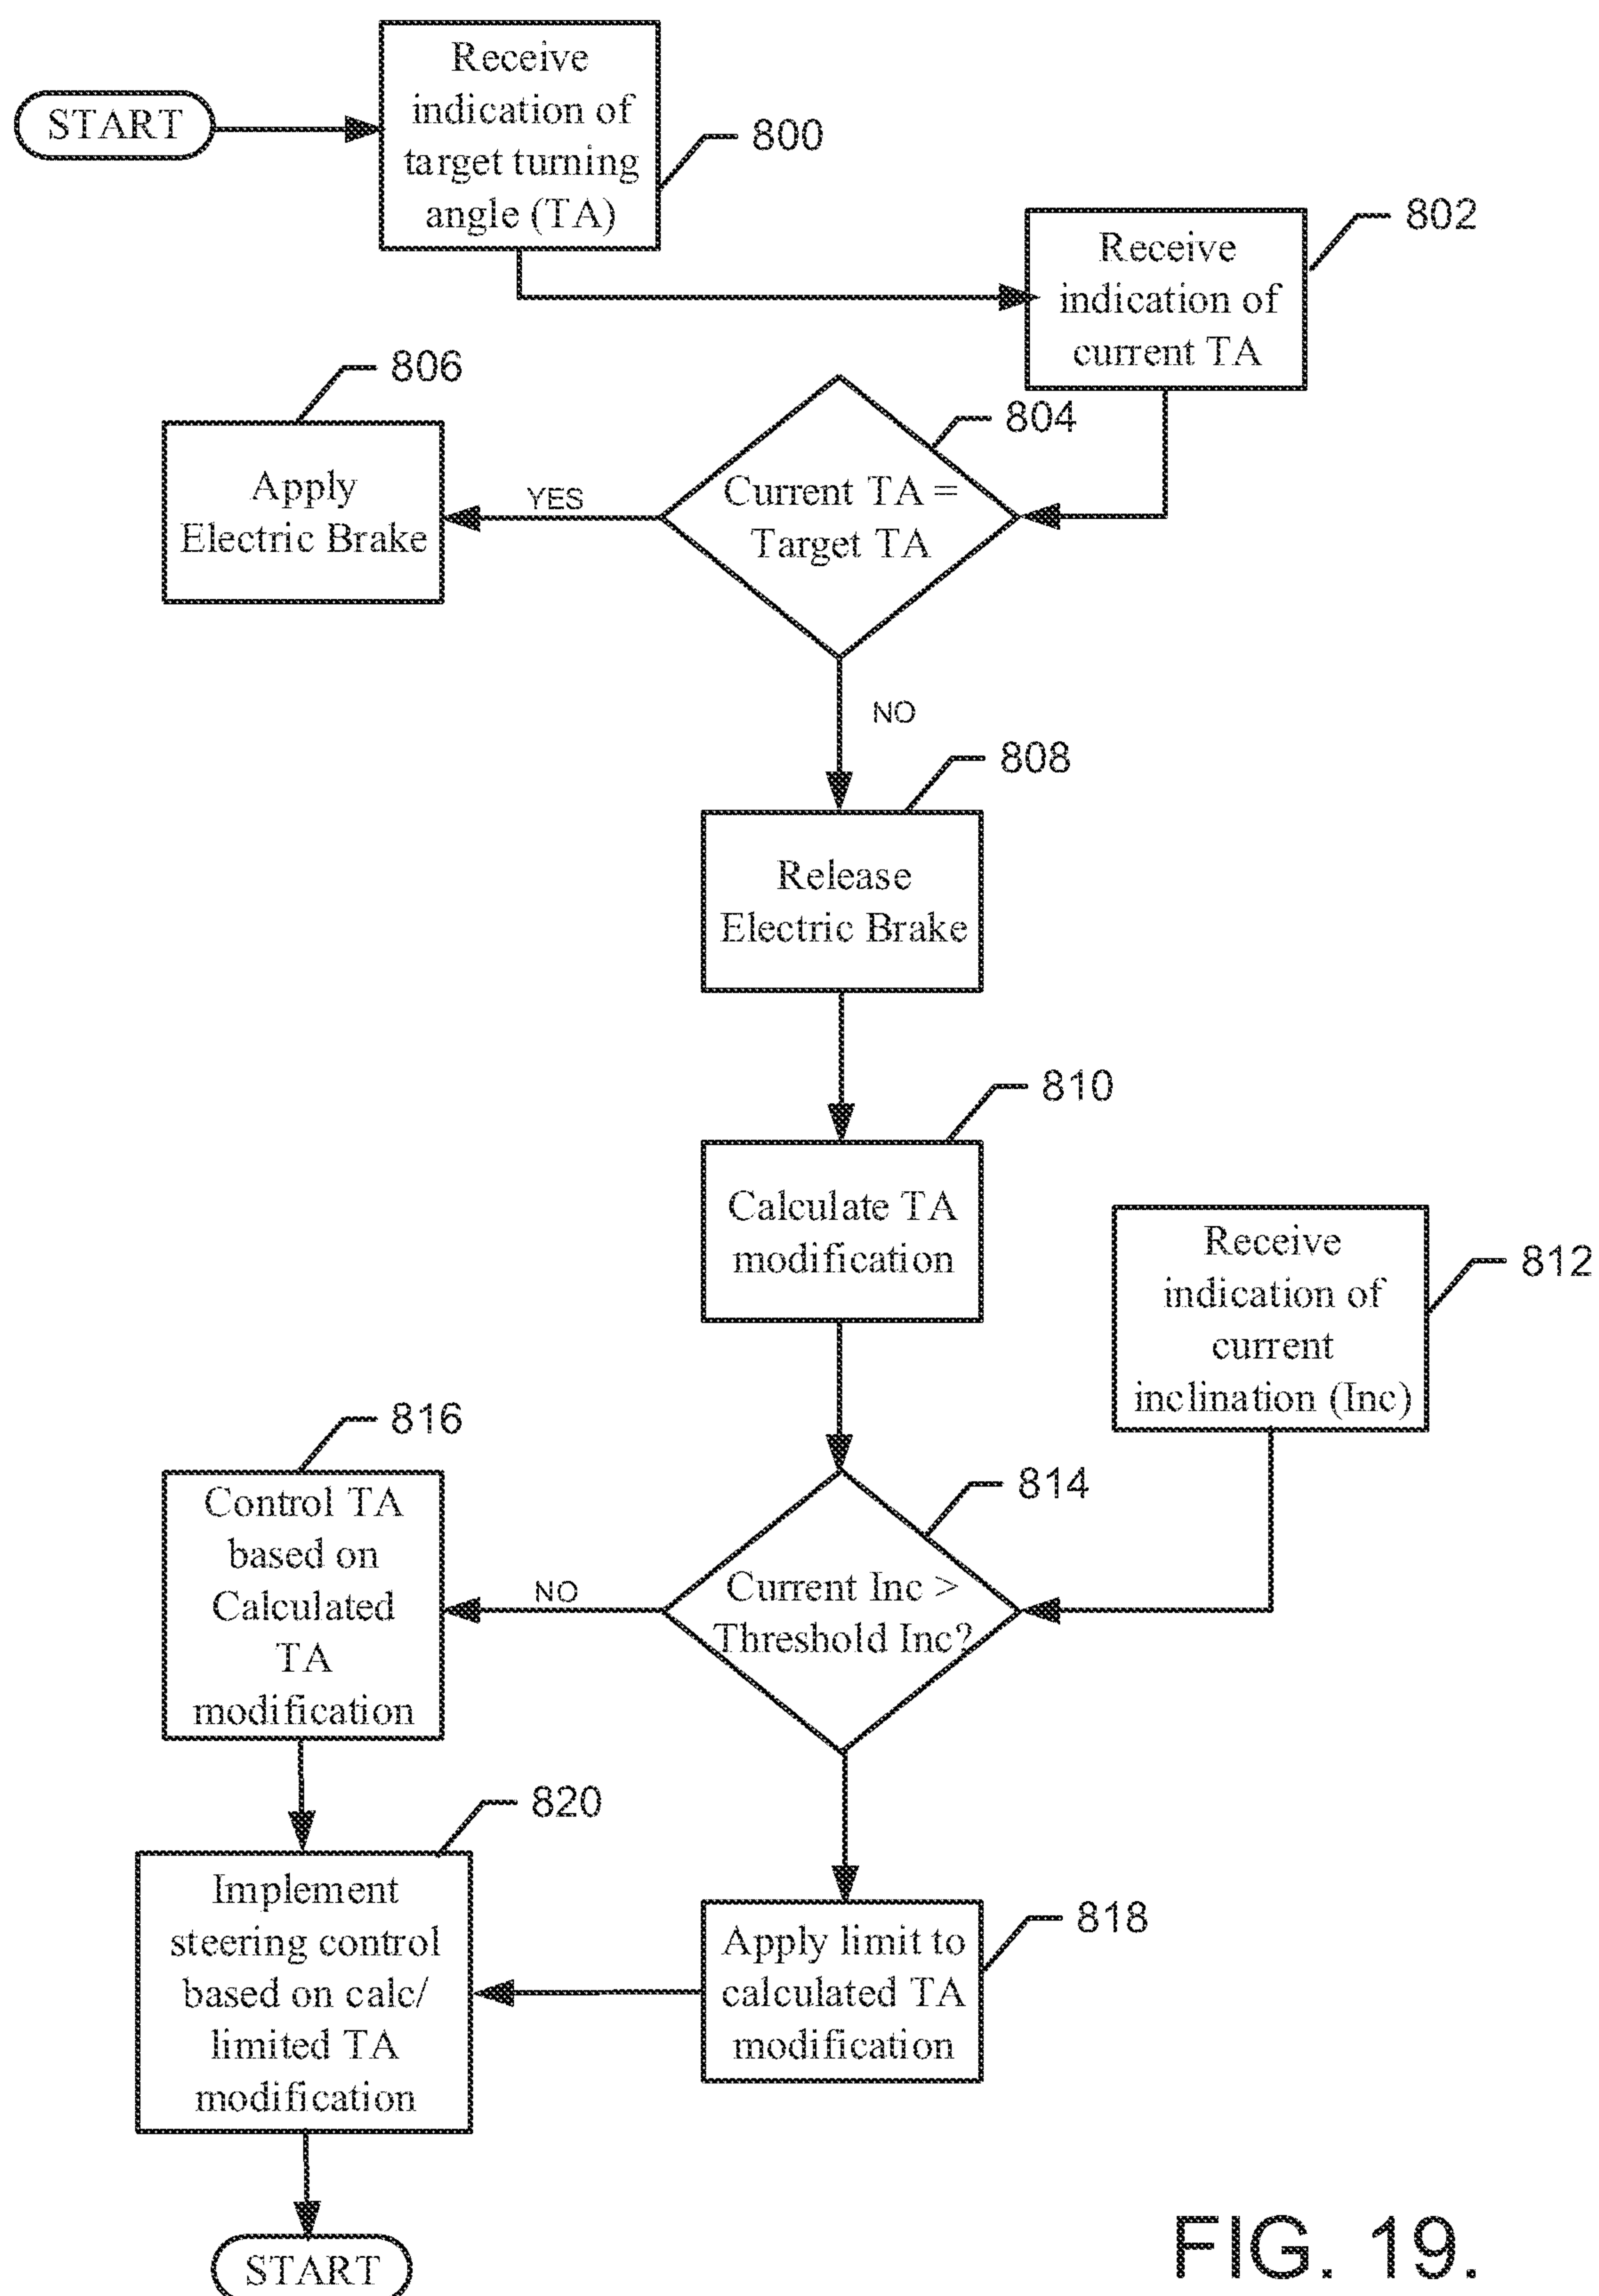 START
Receive
indication of
target turning
angle (TA)
800
Receive
indication of
current TA
802
806
Apply
Electric Brake
YES
804
Current TA =
Target TA
NO
808
Release
Electric Brake
810
Calculate TA
modification
Receive
indication of
current
inclination (Inc)
812
816
Control TA
based on
Calculated
TA
modification
NO
814
Current Inc >
Threshold Inc?
820
Implement
steering control
based on calc/
limited TA
modification
818
Apply limit to
calculated TA
modification
START
FIG. 19.